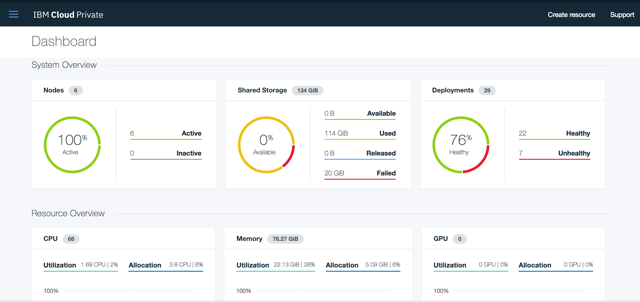 IBM Cloud Private Create resource Support
Dashboard
System Overview
Nodes 6
100%
Active
6 Active
0 Inactive
Shared Storage 134 GiB
0%
Available
0 B Available
114 GiB Used
0 B Released
20 GiB Failed
Deployments 29
76%
Healthy
22 Healthy
7 Unhealthy
Resource Overview
CPU 68
Utilization 1.69 CPU | 2% Allocation 3.8 CPU | 6%
100%
Memory 78.27 GiB
Utilization 22.13 GiB | 28% Allocation 5.09 GiB | 6%
100%
GPU 0
Utilization 0 GPU | 0% Allocation 0 GPU | 0%
100%